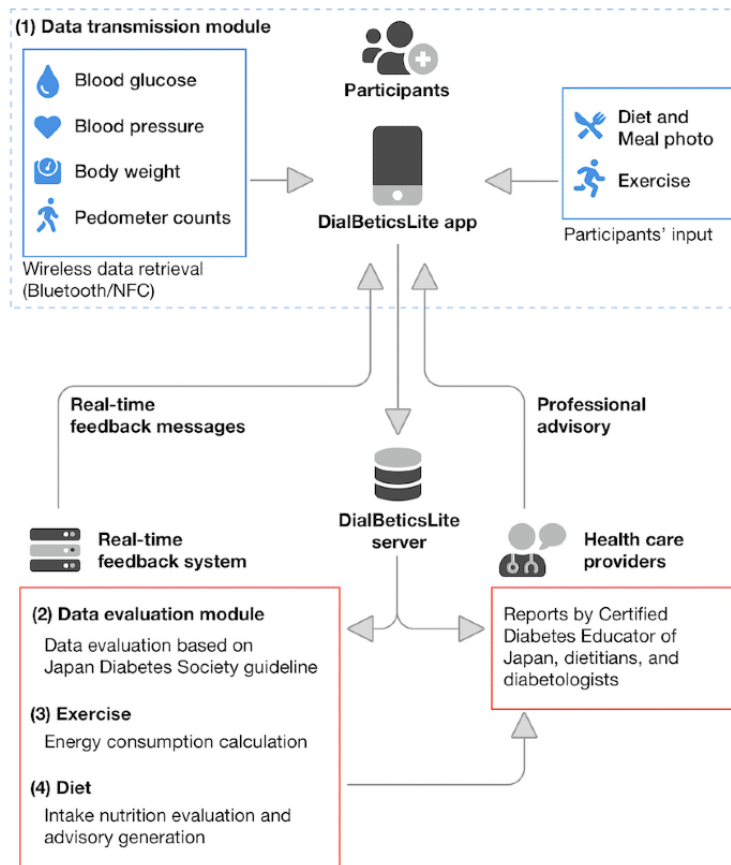 (1) Data transmission module
Blood glucose
Blood pressure
Body weight
Pedometer counts
Wireless data retrieval
(Bluetooth/NFC)
Participants
DialBeticsLite app
Diet and
Meal photo
Exercise
Participants' input
Real-time
feedback messages
Professional
advisory
DialBeticsLite
server
Real-time
feedback system
Health care
providers
(2) Data evaluation module
Data evaluation based on
Japan Diabetes Society guideline
(3) Exercise
Energy consumption calculation
(4) Diet
Intake nutrition evaluation and
advisory generation
Reports by Certified
Diabetes Educator of
Japan, dietitians, and
diabetologists